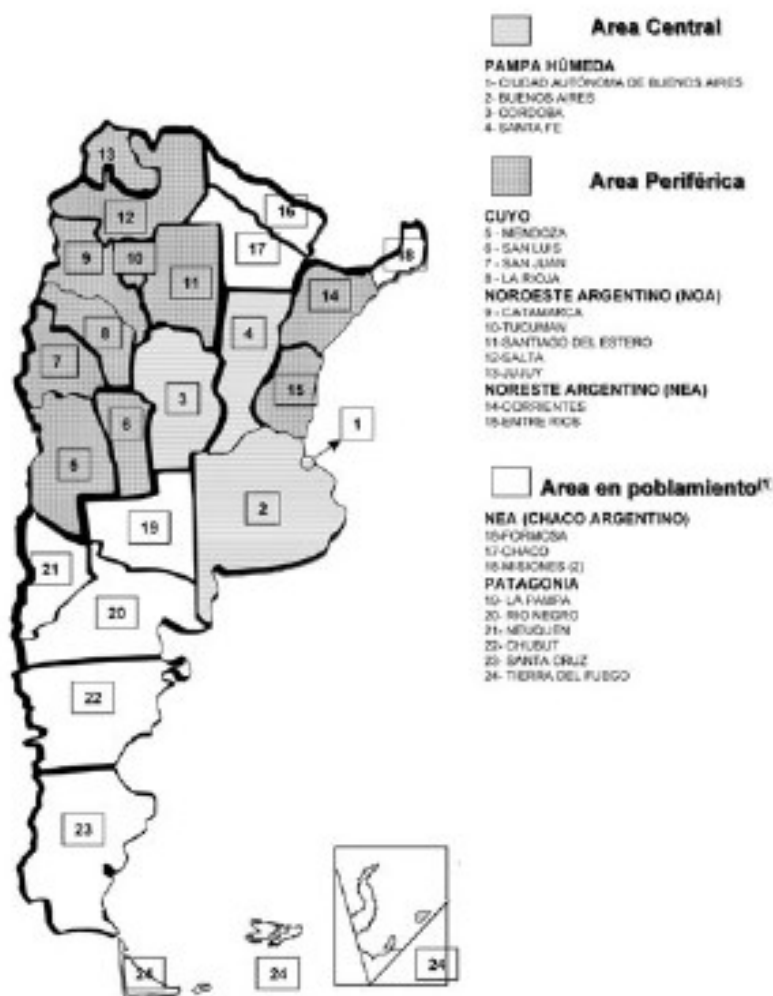 Area Central
PAMPA HÚMEDA
1- CIUDAD AUTÓNOMA DE BUENOS AIRES
2- BUENOS AIRES
3- CORDOBA
4- SANTA FE
Area Periférica
CUYO
5 - MENDOZA
6 - SAN LUIS
7 - SAN JUAN
8 - LA RIOJA
NOROESTE ARGENTINO (NOA)
9 - CATAMARCA
10-TUCUMAN
11-SANTIAGO DEL ESTERO
12-SALTA
13-JUJUY
NORESTE ARGENTINO (NEA)
14-CORRIENTES
15-ENTRE RIOS
Area en poblamiento
NEA (CHACO ARGENTINO)
16-FORMOSA
17-CHACO
18-MISIONES (2)
PATAGONIA
19- LA PAMPA
20- RIO NEGRO
21- NEUQUEN
22- CHUBUT
23- SANTA CRUZ
24- TIERRA DEL FUEGO
13
12
16
17
18
9
10
11
14
4
8
7
3
15
6
1
5
2
19
21
20
22
23
24
24
24